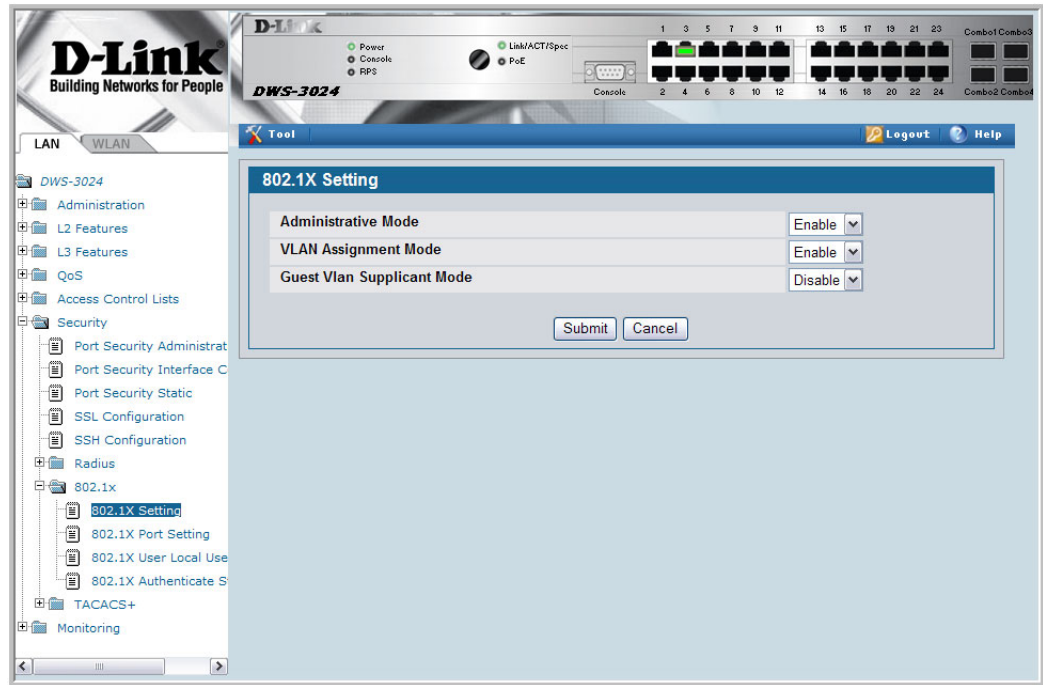 D-Link
Building Networks for People
D-Link
Power
Console
RPS
Link/ACT/Spec
PoE
DWS-3024
Console
1 3 5 7 9 11
13 15 17 19 21 23
Combo1 Combo3
2 4 6 8 10 12
14 16 18 20 22 24
Combo2 Combo4
LAN
WLAN
Tool
Logout
Help
DWS-3024
Administration
L2 Features
L3 Features
QoS
Access Control Lists
Security
Port Security Administrat
Port Security Interface C
Port Security Static
SSL Configuration
SSH Configuration
Radius
802.1x
802.1X Setting
802.1X Port Setting
802.1X User Local Use
802.1X Authenticate S
TACACS+
Monitoring
802.1X Setting
Administrative Mode Enable
VLAN Assignment Mode Enable
Guest Vlan Supplicant Mode Disable
Submit Cancel